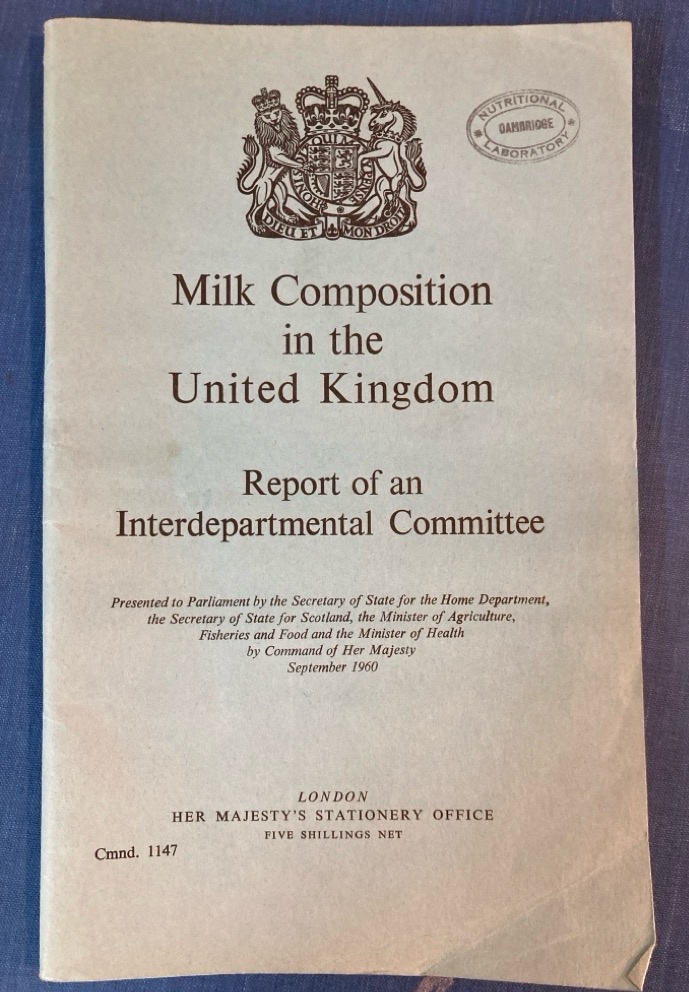 QUI MAL Y PENSE
DIEU ET MON DROIT
NUTRITIONAL
CAMBRIDGE
LABORATORY
Milk Composition
in the
United Kingdom
Report of an
Interdepartmental Committee
Presented to Parliament by the Secretary of State for the Home Department,
the Secretary of State for Scotland, the Minister of Agriculture,
Fisheries and Food and the Minister of Health
by Command of Her Majesty
September 1960
LONDON
HER MAJESTY'S STATIONERY OFFICE
FIVE SHILLINGS NET
Cmnd. 1147